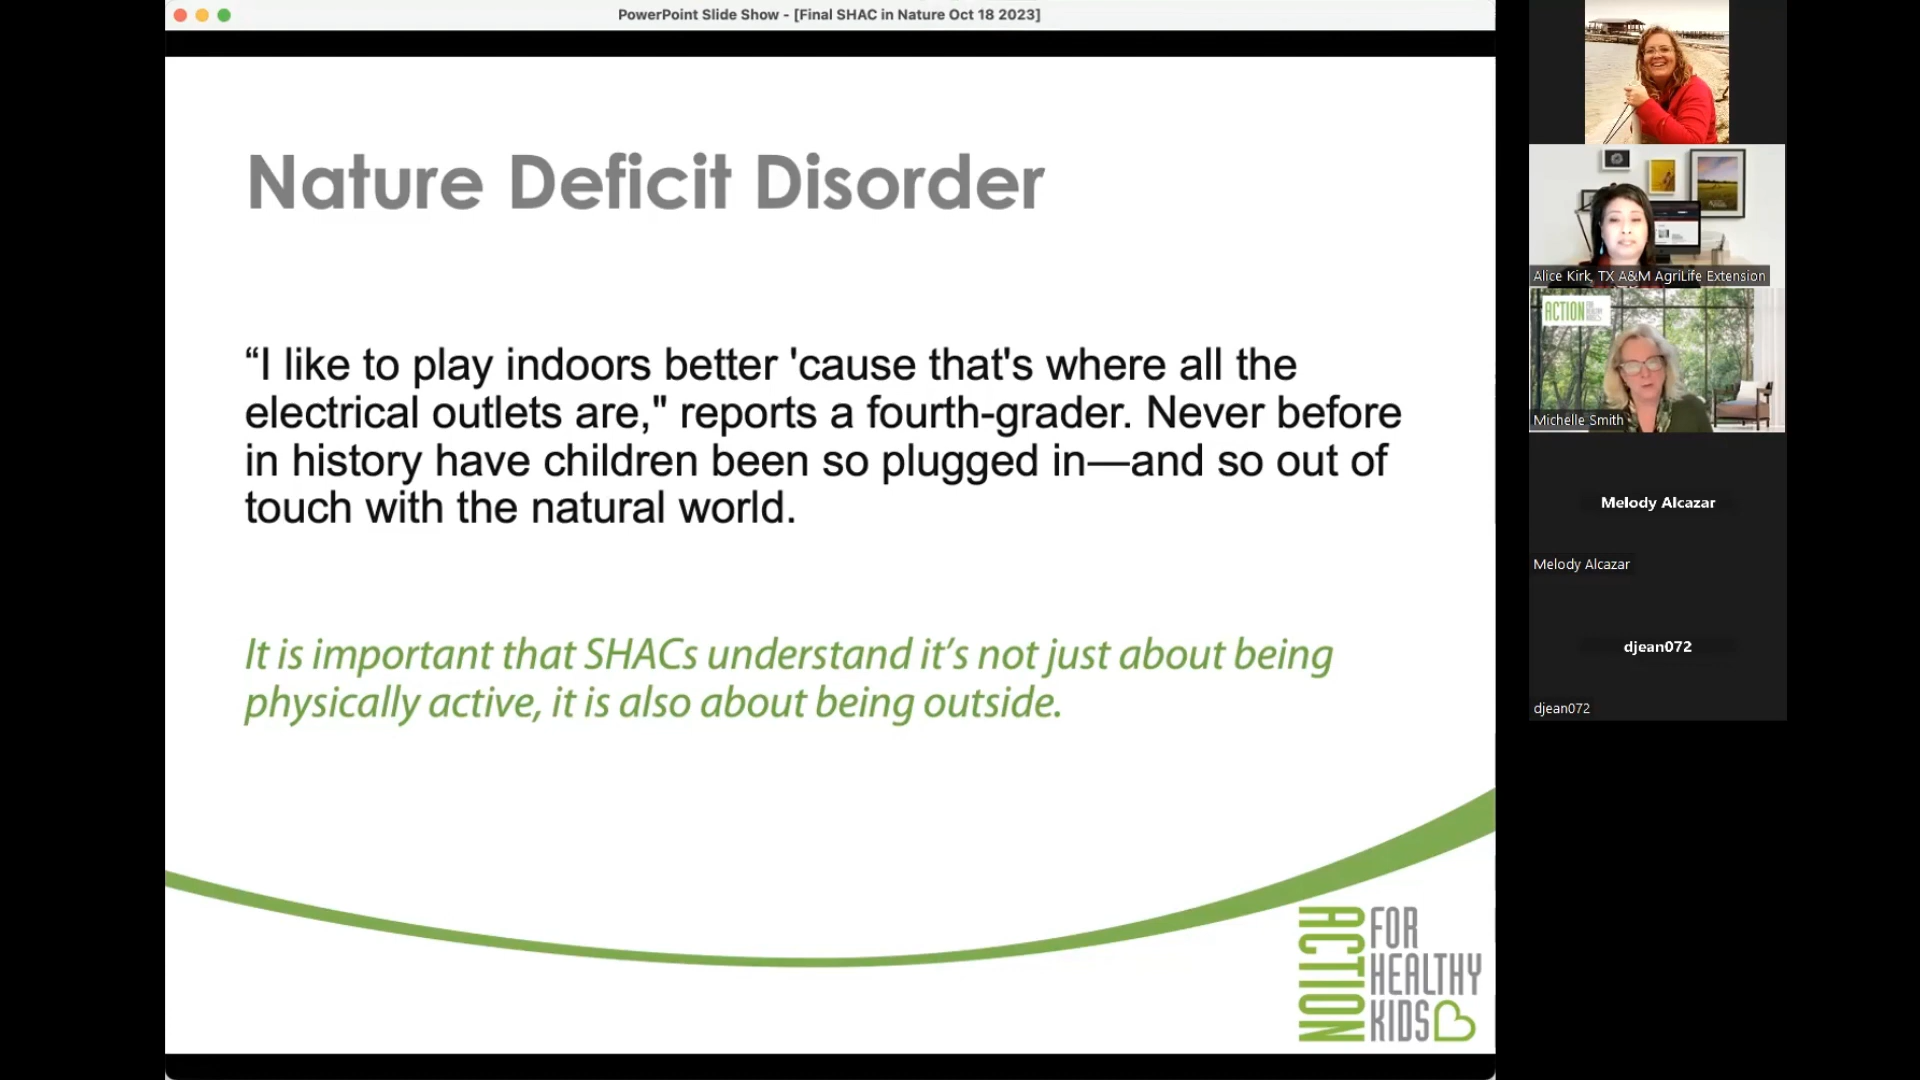 PowerPoint Slide Show - [Final SHAC in Nature Oct 18 2023]
Nature Deficit Disorder
“I like to play indoors better 'cause that's where all the
electrical outlets are," reports a fourth-grader. Never before
in history have children been so plugged in—and so out of
touch with the natural world.
It is important that SHACs understand it’s not just about being
physically active, it is also about being outside.
ACTION
FOR
HEALTHY
KIDS
Alice Kirk, TX A&M AgriLife Extension
ACTION
Michelle Smith
Melody Alcazar
Melody Alcazar
djean072
djean072